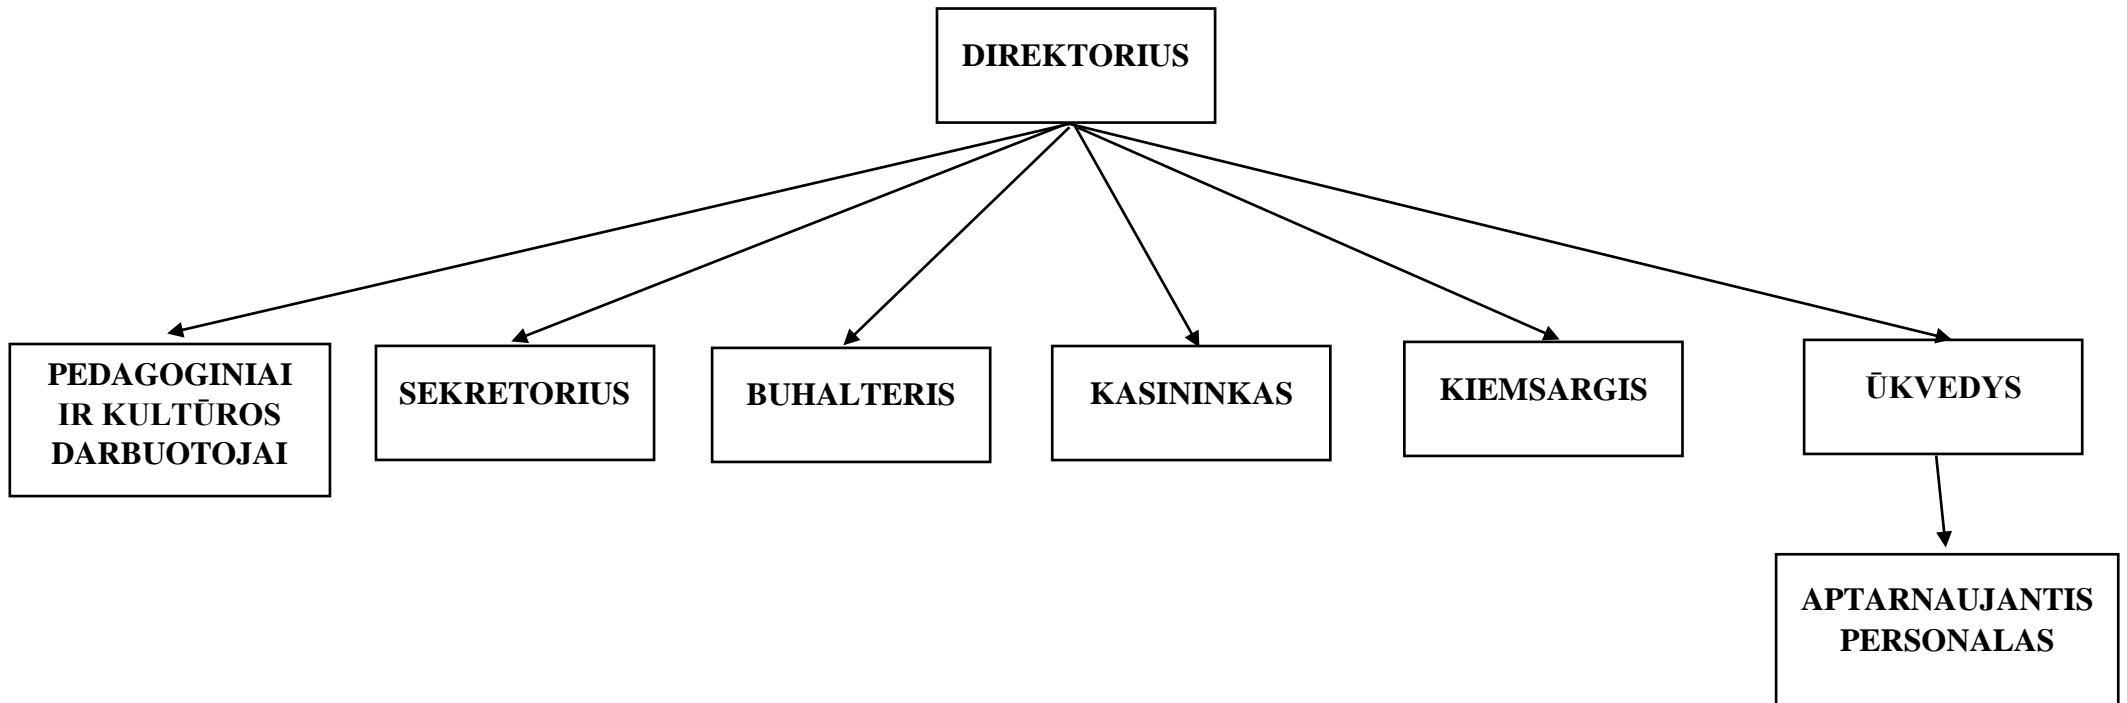 DIREKTORIUS
PEDAGOGINIAI
IR KULTŪROS
DARBUOTOJAI
SEKRETORIUS
BUHALTERIS
KASININKAS
KIEMSARGIS
ŪKVEDYS
APTARNAUJANTIS
PERSONALAS